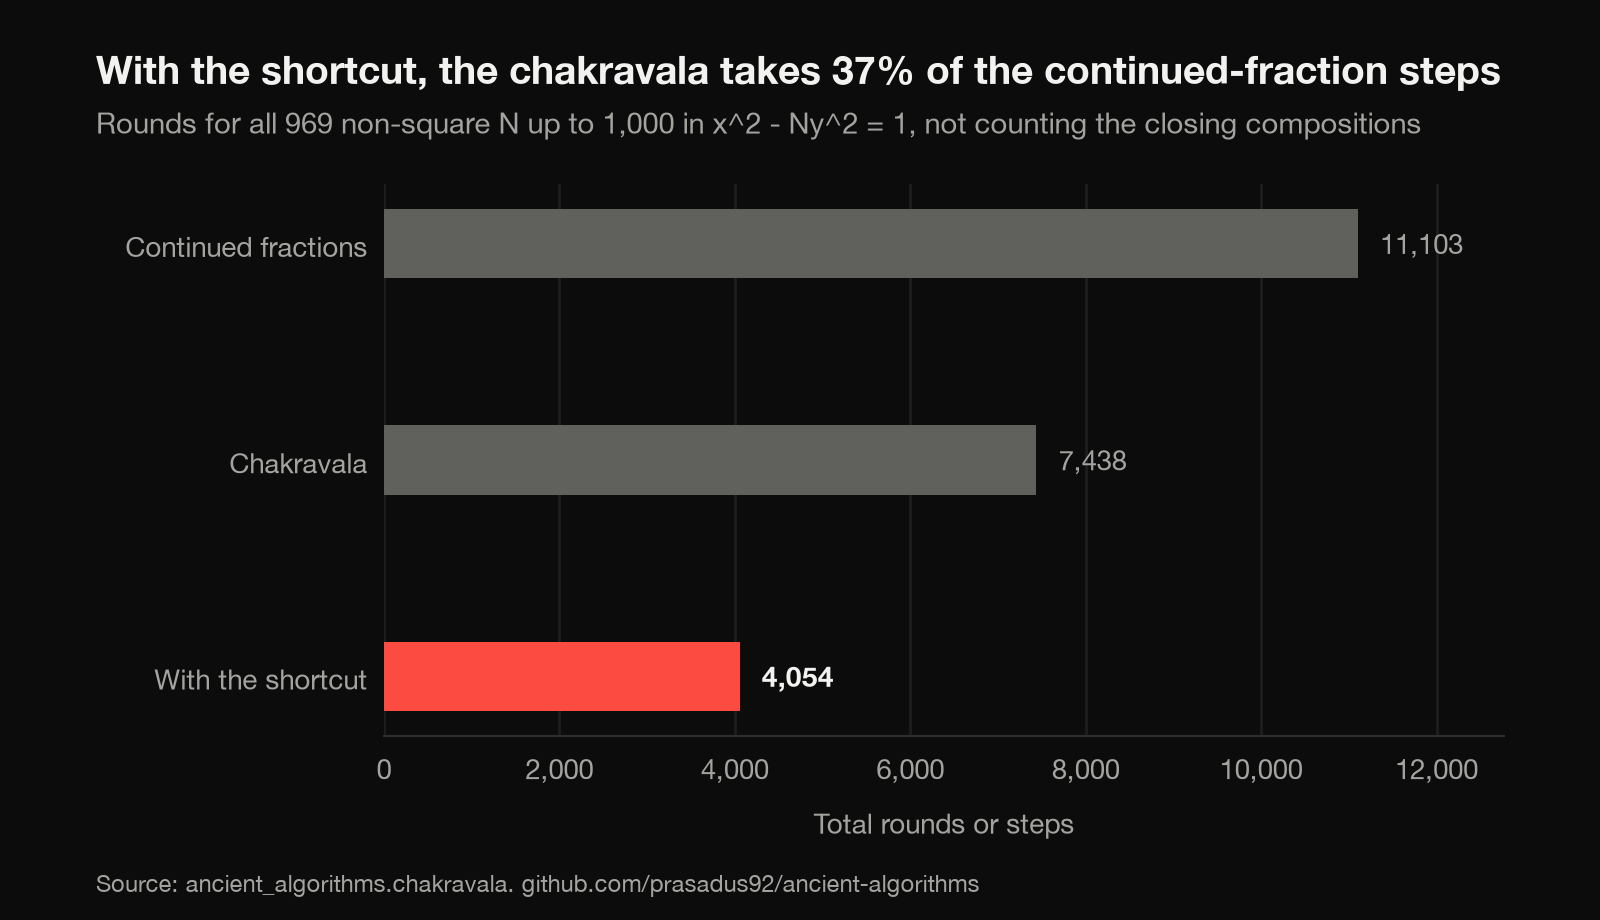 With the shortcut, the chakravala takes 37% of the continued-fraction steps
Rounds for all 969 non-square N up to 1,000 in x^2 - Ny^2 = 1, not counting the closing compositions
Continued fractions 11,103
Chakravala 7,438
With the shortcut 4,054
0 2,000 4,000 6,000 8,000 10,000 12,000
Total rounds or steps
Source: ancient_algorithms.chakravala. github.com/prasadus92/ancient-algorithms